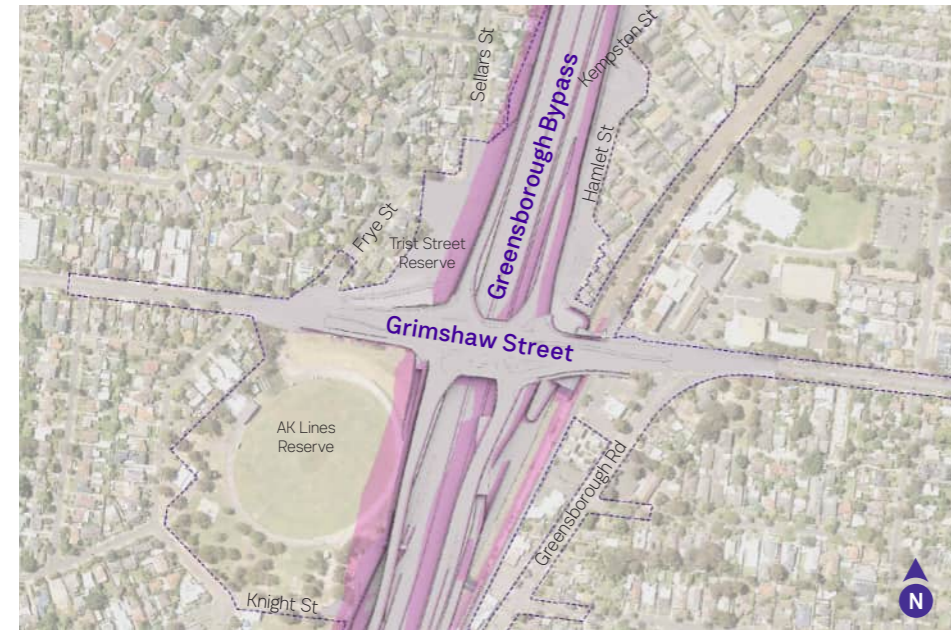 Sellars St
Kempston St
Greensborough Bypass
Hamlet St
Frye St
Trist Street
Reserve
Grimshaw Street
AK Lines
Reserve
Greensborough Rd
Knight St
N